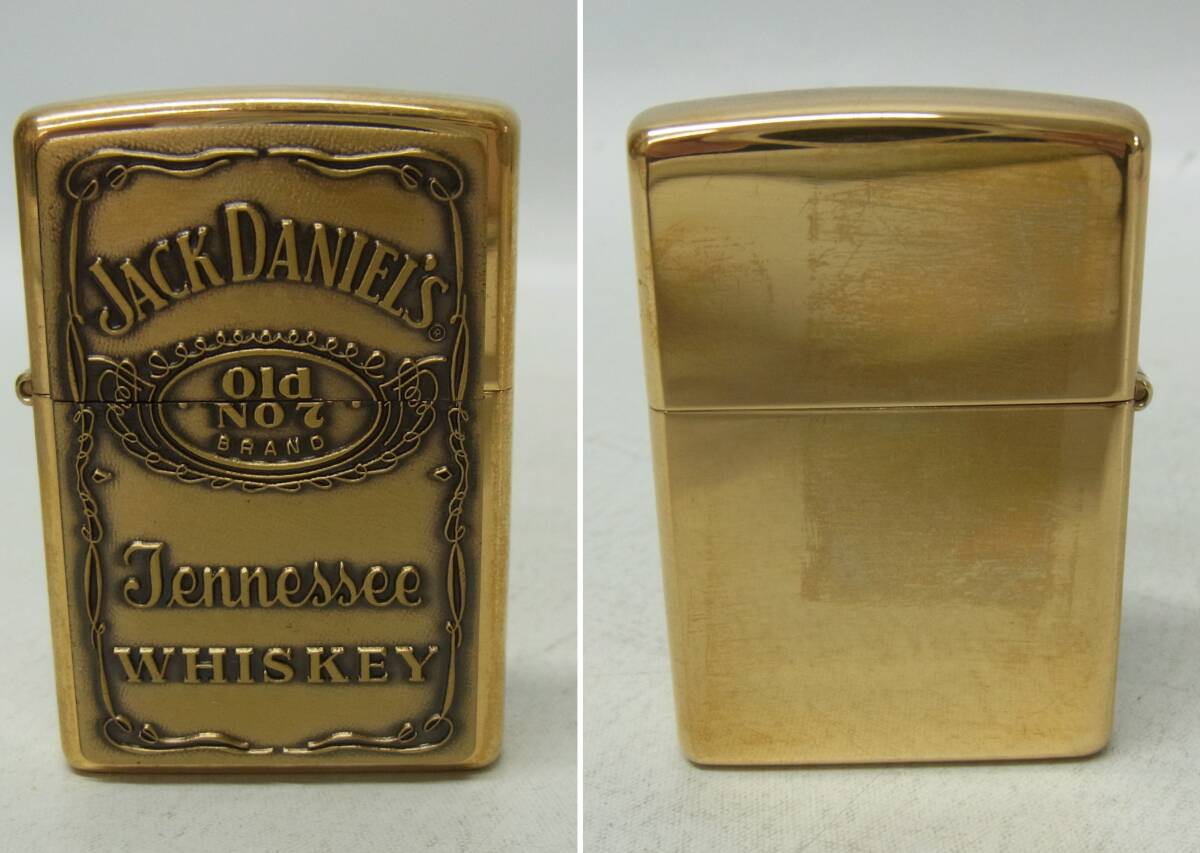 JACK DANIEL'S®
Old
NO 7
BRAND
Tennessee
WHISKEY